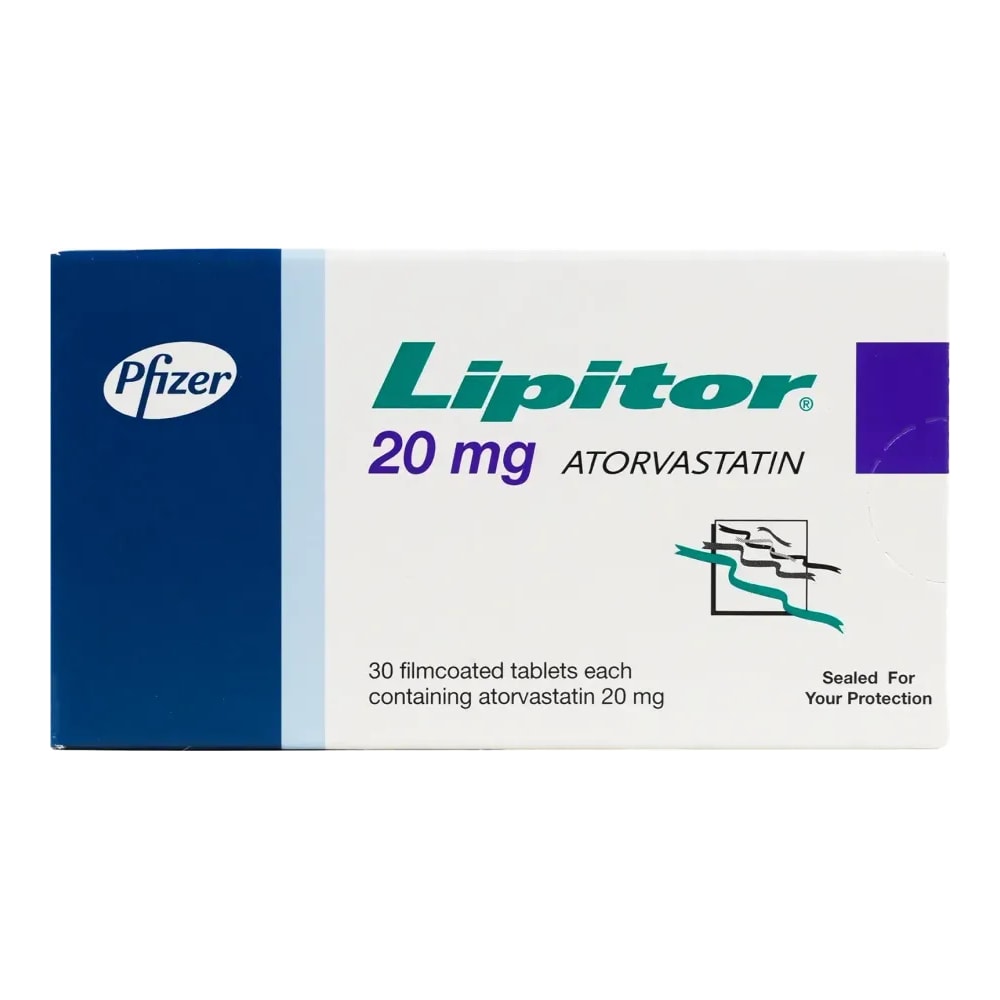 Pfizer
Lipitor®
20 mg ATORVASTATIN
30 filmcoated tablets each
containing atorvastatin 20 mg
Sealed For
Your Protection